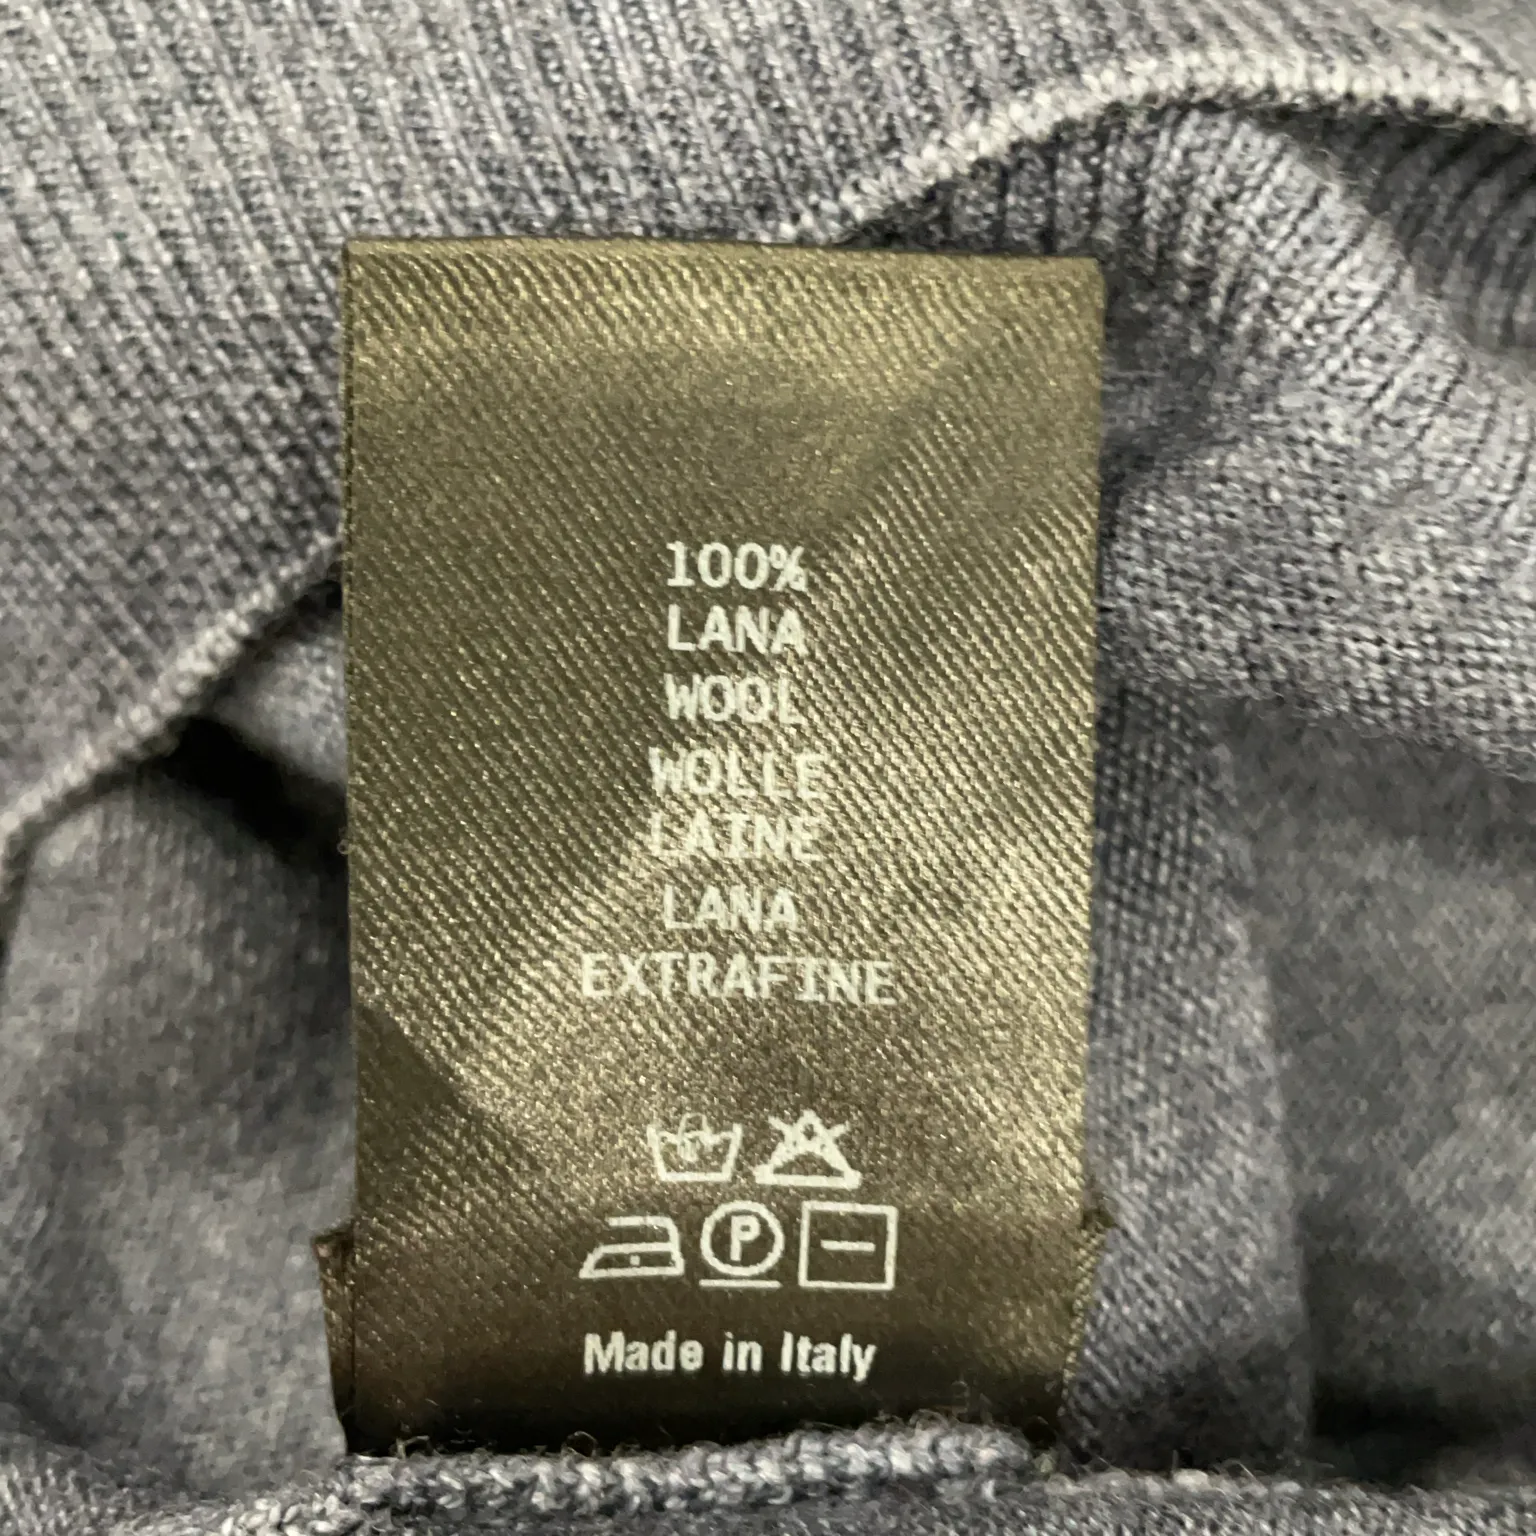 100%
LANA
WOOL
WOLLE
LAINE
LANA
EXTRAFINE
P
Made in Italy